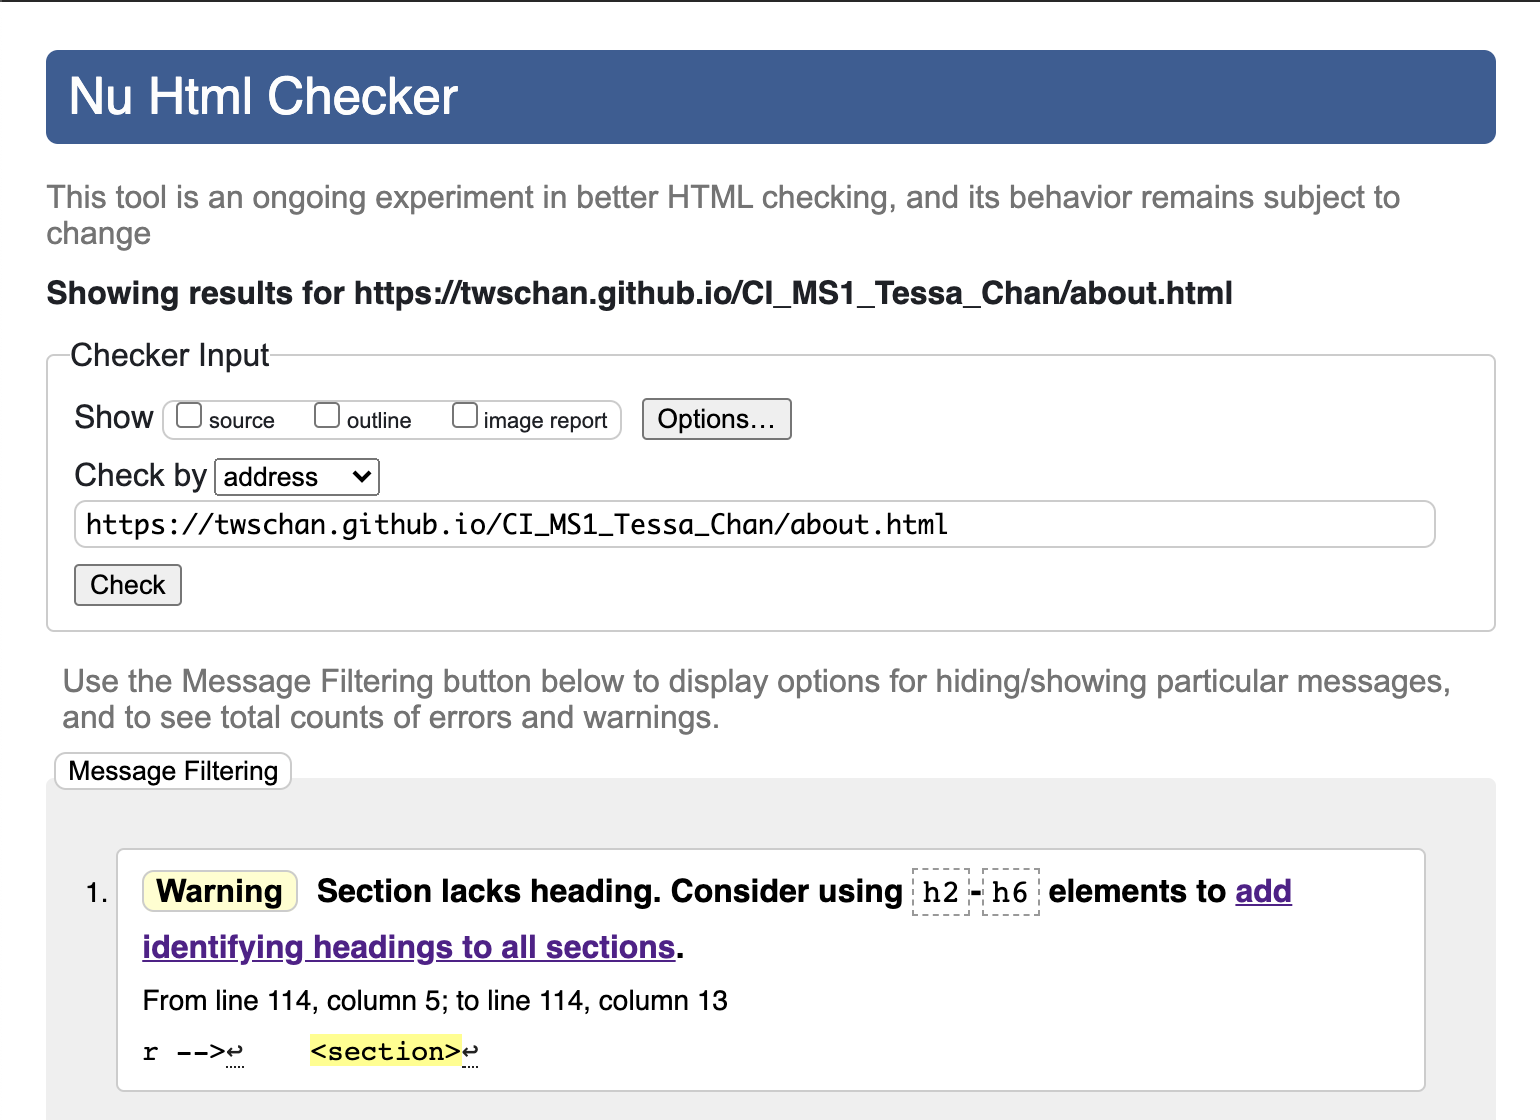 Nu Html Checker
This tool is an ongoing experiment in better HTML checking, and its behavior remains subject to
change
Showing results for https://twschan.github.io/CI_MS1_Tessa_Chan/about.html
Checker Input
Show source outline image report Options...
Check by address
https://twschan.github.io/CI_MS1_Tessa_Chan/about.html
Check
Use the Message Filtering button below to display options for hiding/showing particular messages,
and to see total counts of errors and warnings.
Message Filtering
1. Warning Section lacks heading. Consider using h2-h6 elements to add
identifying headings to all sections.
From line 114, column 5; to line 114, column 13
r -->↩ <section>↩